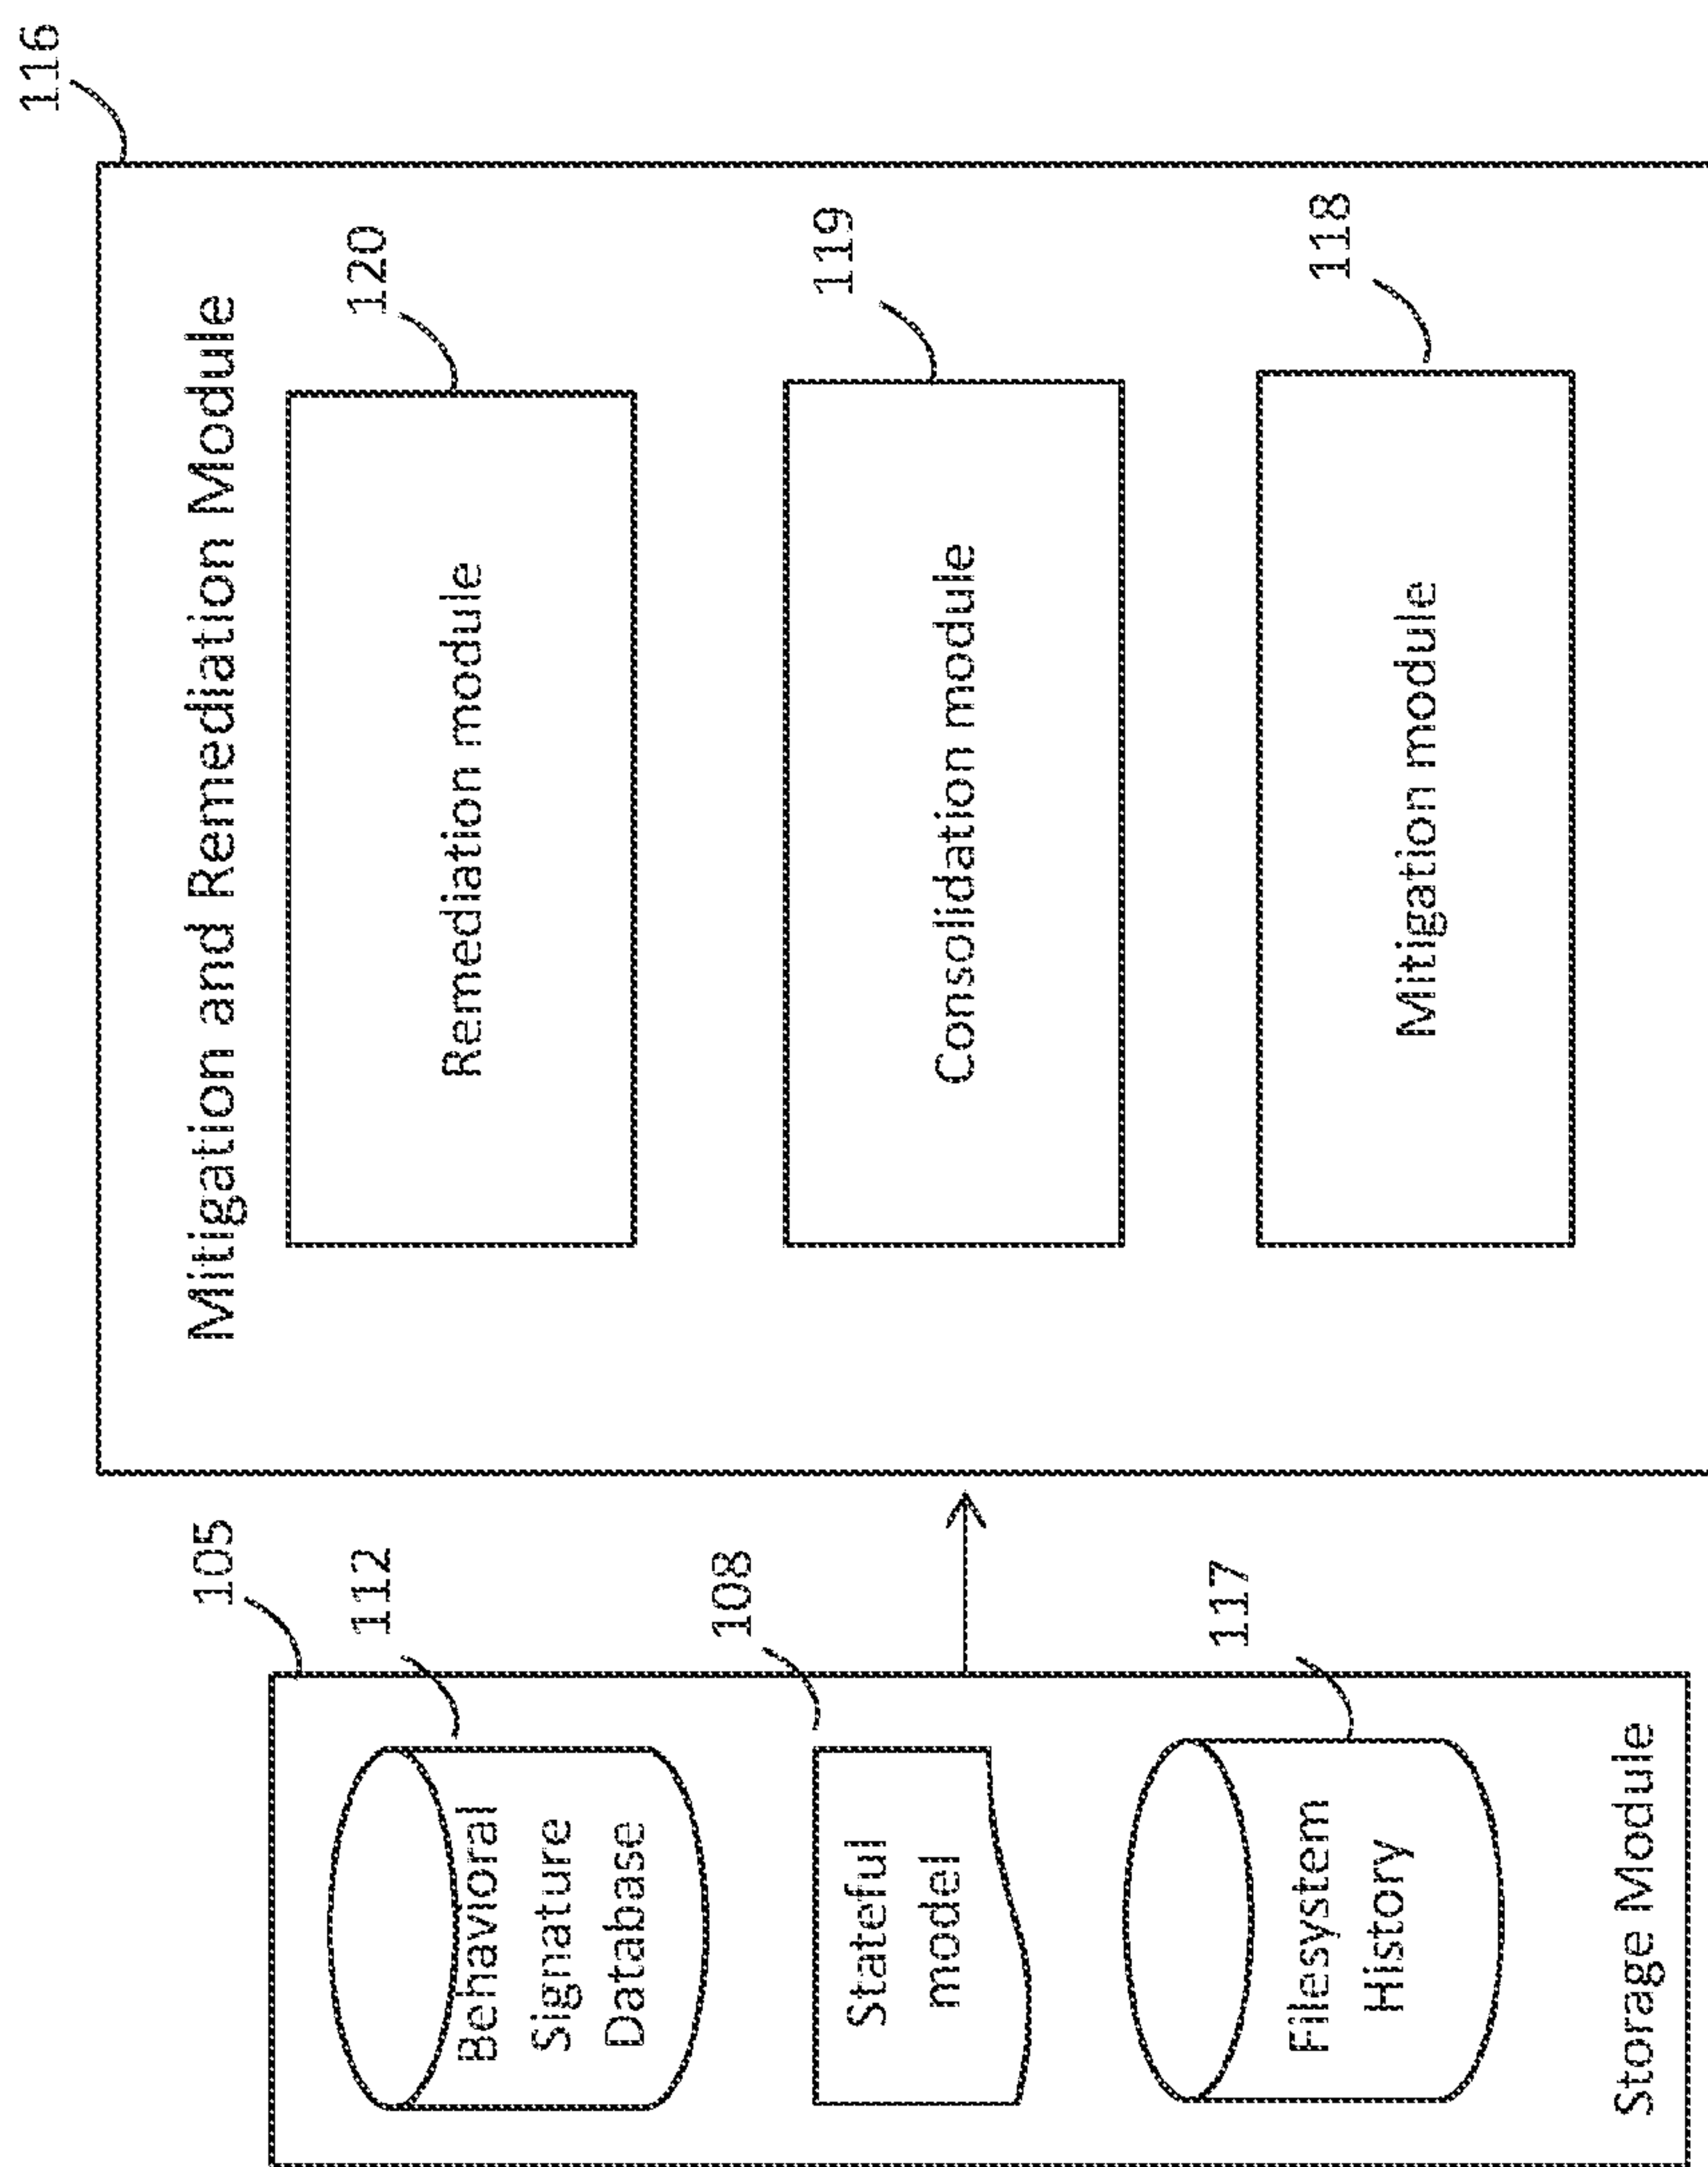 116
Mitigation and Remediation Module
120
Remediation module
119
Consolidation module
118
Mitigation module
105
112
Behavioral
Signature
Database
108
Stateful
model
117
Filesystem
History
Storage Module